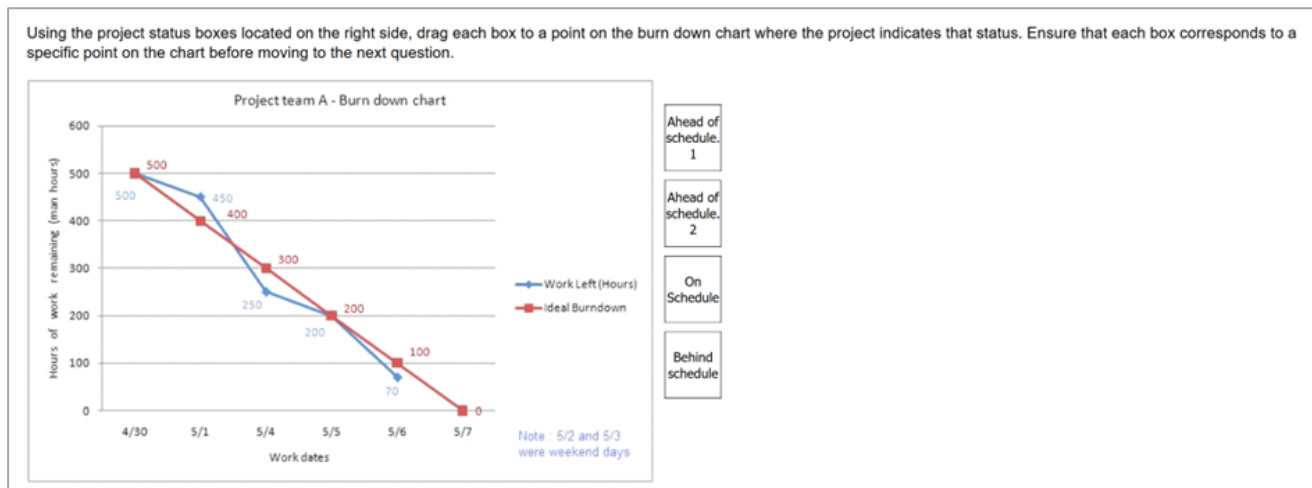 Using the project status boxes located on the right side, drag each box to a point on the burn down chart where the project indicates that status. Ensure that each box corresponds to a
specific point on the chart before moving to the next question.
Project team A - Burn down chart
Hours of work remaining (man hours)
600
500
400
300
200
100
0
500
500
450
400
300
250
200
200
100
70
0
4/30
5/1
5/4
5/5
5/6
5/7
Work dates
Work Left (Hours)
Ideal Burndown
Note : 5/2 and 5/3
were weekend days
Ahead of
schedule.
1
Ahead of
schedule.
2
On
Schedule
Behind
schedule